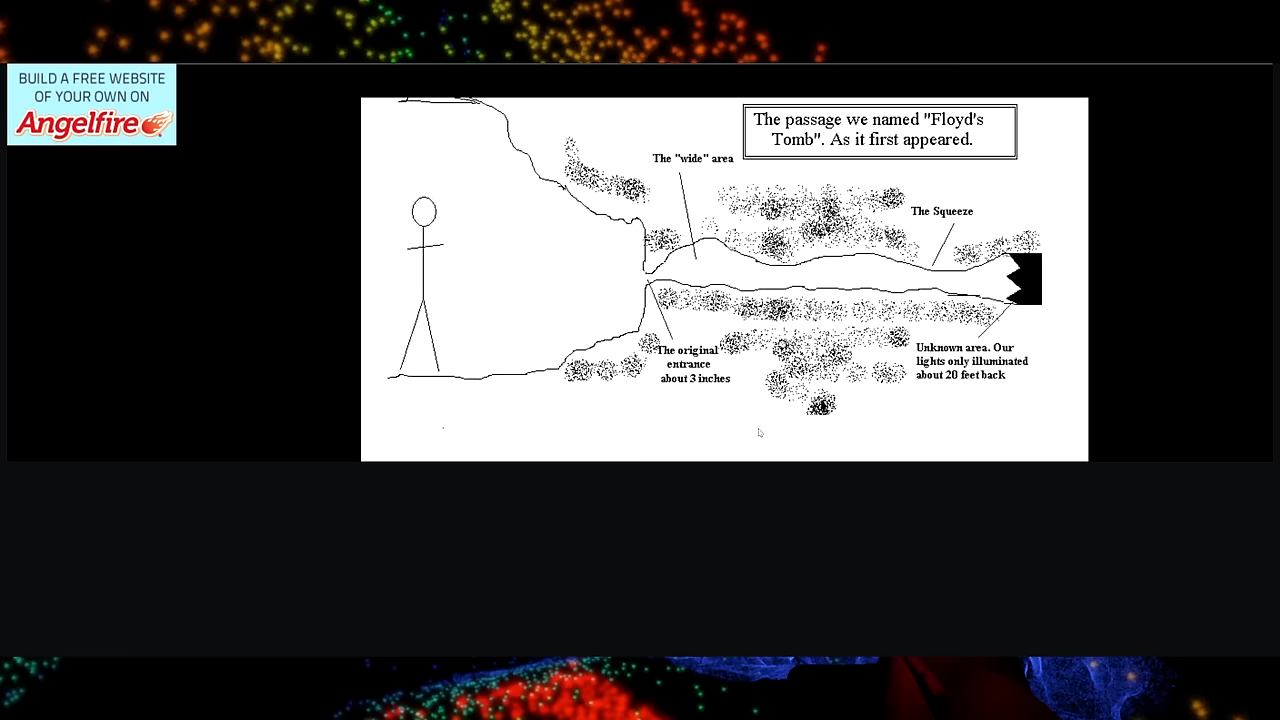 BUILD A FREE WEBSITE
OF YOUR OWN ON
Angelfire
The passage we named "Floyd's
Tomb". As it first appeared.
The "wide" area
The Squeeze
The original
entrance
about 3 inches
Unknown area. Our
lights only illuminated
about 20 feet back